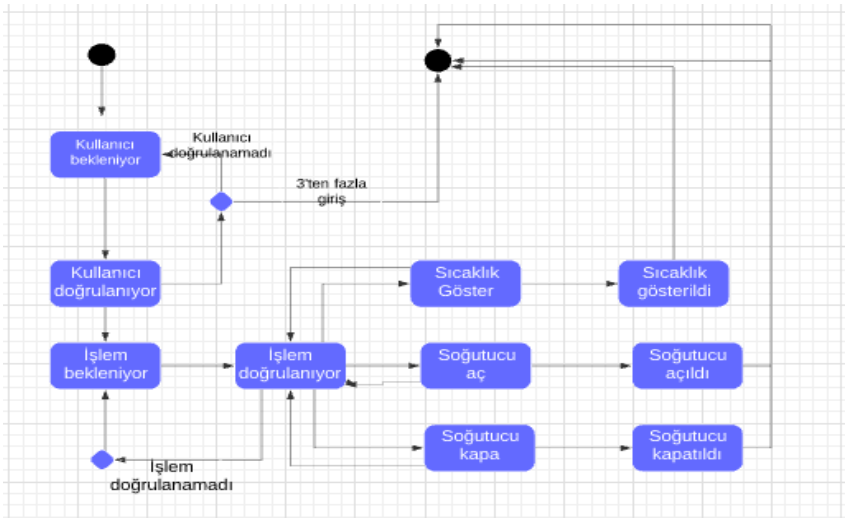 Kullanıcı
bekleniyor
Kullanıcı
doğrulanamadı
3'ten fazla
giriş
Kullanıcı
doğrulanıyor
Sıcaklık
Göster
Sıcaklık
gösterildi
İşlem
bekleniyor
İşlem
doğrulanıyor
Soğutucu
aç
Soğutucu
açıldı
Soğutucu
kapa
Soğutucu
kapatıldı
İşlem
doğrulanamadı